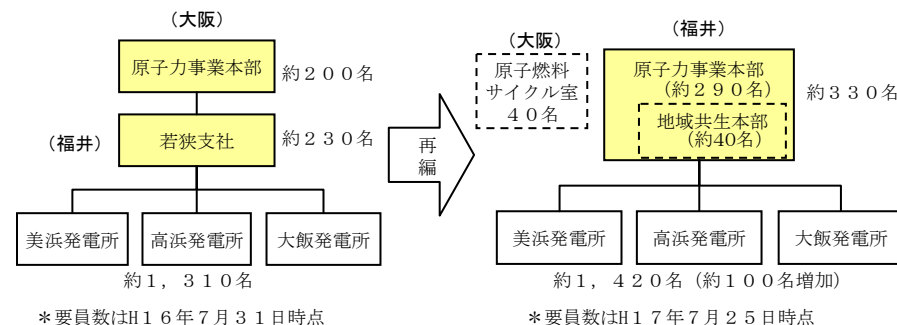 （大阪）
原子力事業本部
約２００名
（福井）
若狭支社
約２３０名
美浜発電所
高浜発電所
大飯発電所
約１，３１０名
＊要員数はH１６年７月３１日時点
再
編
（大阪）
原子燃料
サイクル室
４０名
（福井）
原子力事業本部
（約２９０名）
約３３０名
地域共生本部
（約40名）
美浜発電所
高浜発電所
大飯発電所
約１，４２０名（約１００名増加）
＊要員数はH１７年７月２５日時点